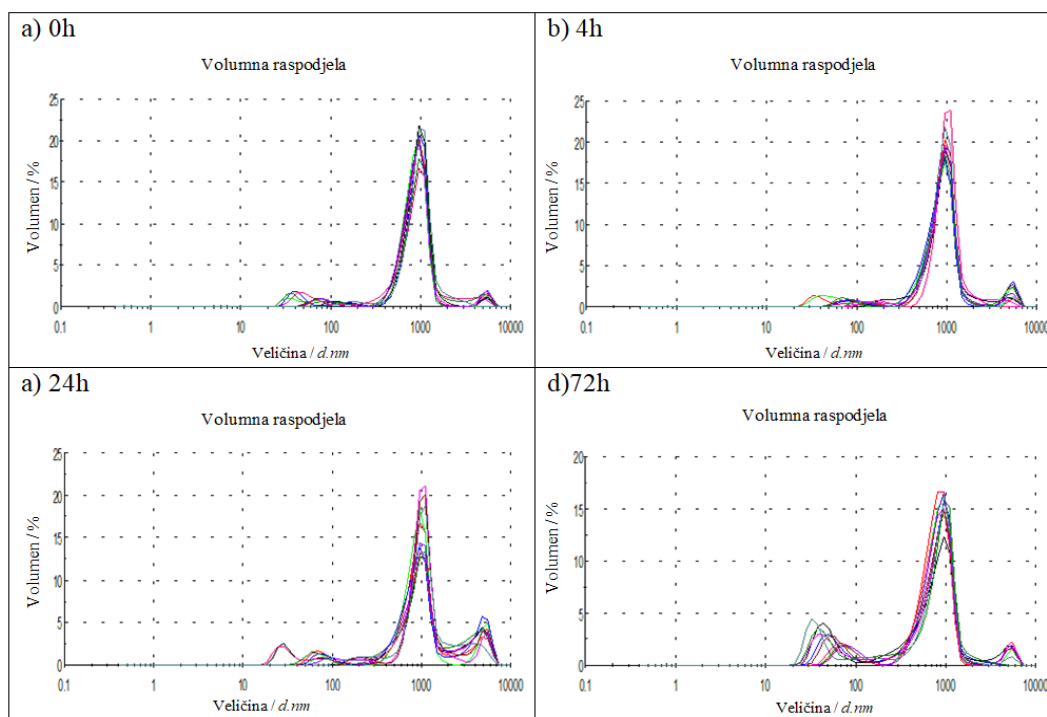 a) 0h
Volumna raspodjela
25
20
15
10
5
0
0.1 1 10 100 1000 10000
Volumen / %
Veličina / d.nm
b) 4h
Volumna raspodjela
25
20
15
10
5
0
0.1 1 10 100 1000 10000
Volumen / %
Veličina / d.nm
a) 24h
Volumna raspodjela
25
20
15
10
5
0
0.1 1 10 100 1000 10000
Volumen / %
Veličina / d.nm
d)72h
Volumna raspodjela
20
15
10
5
0
0.1 1 10 100 1000 10000
Volumen / %
Veličina / d.nm